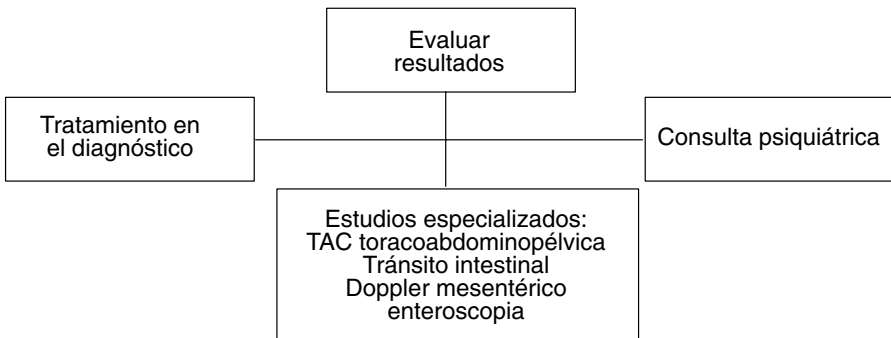 Evaluar
resultados
Tratamiento en
el diagnóstico
Consulta psiquiátrica
Estudios especializados:
TAC toracoabdominopélvica
Tránsito intestinal
Doppler mesentérico
enteroscopia